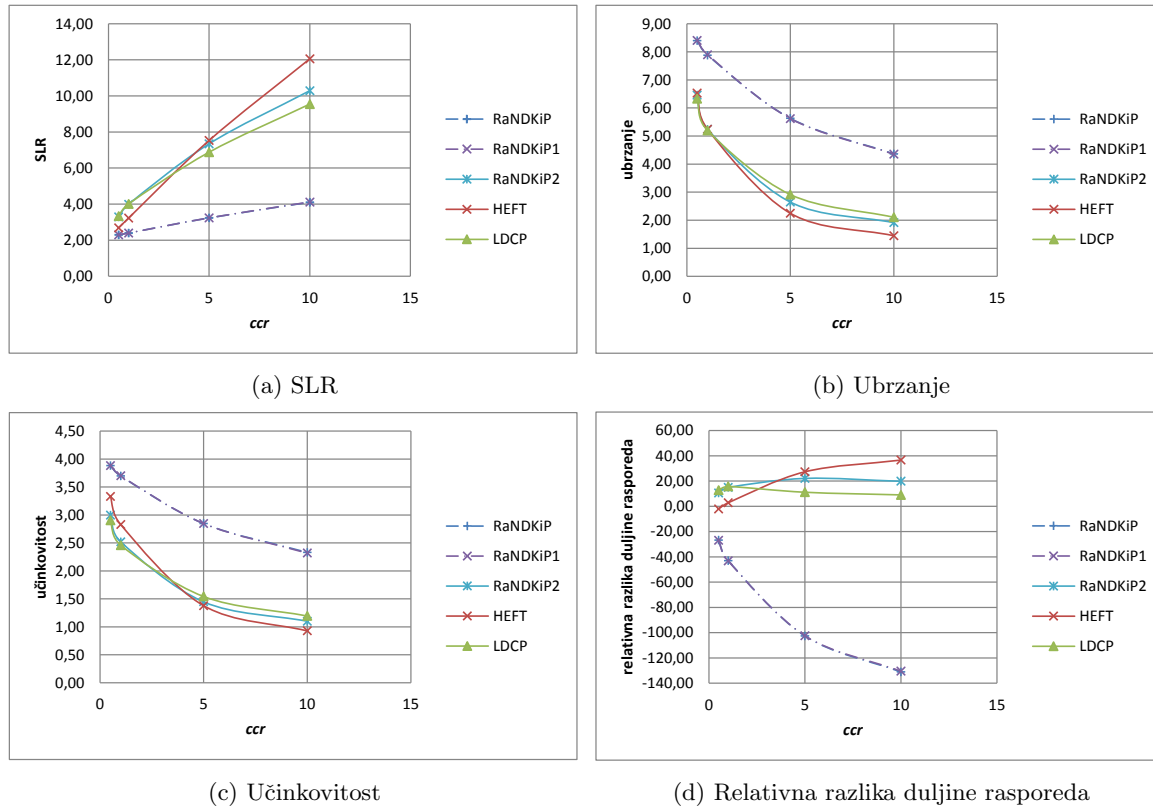 14,00
12,00
10,00
8,00
6,00
4,00
2,00
0,00
SLR
0
5
10
15
ccr
RaNDKiP
RaNDKiP1
RaNDKiP2
HEFT
LDCP
(a) SLR
9,00
8,00
7,00
6,00
5,00
4,00
3,00
2,00
1,00
0,00
ubrzanje
0
5
10
15
ccr
RaNDKiP
RaNDKiP1
RaNDKiP2
HEFT
LDCP
(b) Ubrzanje
4,50
4,00
3,50
3,00
2,50
2,00
1,50
1,00
0,50
0,00
učinkovitost
0
5
10
15
ccr
RaNDKiP
RaNDKiP1
RaNDKiP2
HEFT
LDCP
(c) Učinkovitost
60,00
40,00
20,00
0,00
-20,00
-40,00
-60,00
-80,00
-100,00
-120,00
-140,00
relativna razlika duljine rasporeda
0
5
10
15
ccr
RaNDKiP
RaNDKiP1
RaNDKiP2
HEFT
LDCP
(d) Relativna razlika duljine rasporeda